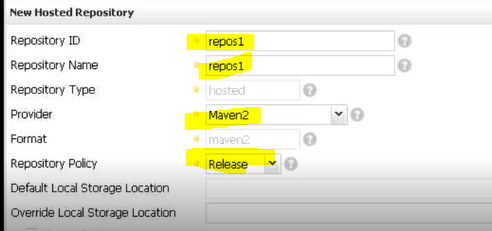 New Hosted Repository
Repository ID repos1
Repository Name repos1
Repository Type hosted
Provider Maven2
Format maven2
Repository Policy Release
Default Local Storage Location
Override Local Storage Location